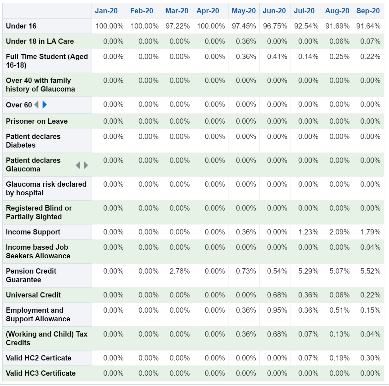 Jan-20 Feb-20 Mar-20 Apr-20 May-20 Jun-20 Jul-20 Aug-20 Sep-20
Under 16 100.00% 100.00% 97.22% 100.00% 97.45% 96.75% 92.54% 91.69% 91.64%
Under 18 in LA Care 0.00% 0.00% 0.00% 0.00% 0.36% 0.00% 0.00% 0.06% 0.07%
Full Time Student (Aged 0.00% 0.00% 0.00% 0.00% 0.36% 0.41% 0.14% 0.25% 0.22%
16-18)
Over 40 with family 0.00% 0.00% 0.00% 0.00% 0.00% 0.00% 0.00% 0.00% 0.00%
history of Glaucoma
Over 60 0.00% 0.00% 0.00% 0.00% 0.00% 0.00% 0.00% 0.00% 0.00%
Prisoner on Leave 0.00% 0.00% 0.00% 0.00% 0.00% 0.00% 0.00% 0.00% 0.00%
Patient declares 0.00% 0.00% 0.00% 0.00% 0.00% 0.00% 0.00% 0.00% 0.00%
Diabetes
Patient declares 0.00% 0.00% 0.00% 0.00% 0.00% 0.00% 0.00% 0.00% 0.00%
Glaucoma
Glaucoma risk declared 0.00% 0.00% 0.00% 0.00% 0.00% 0.00% 0.00% 0.00% 0.00%
by hospital
Registered Blind or 0.00% 0.00% 0.00% 0.00% 0.00% 0.00% 0.00% 0.00% 0.00%
Partially Sighted
Income Support 0.00% 0.00% 0.00% 0.00% 0.36% 0.00% 1.23% 2.09% 1.79%
Income based Job 0.00% 0.00% 0.00% 0.00% 0.00% 0.00% 0.00% 0.00% 0.04%
Seekers Allowance
Pension Credit 0.00% 0.00% 2.78% 0.00% 0.73% 0.54% 5.29% 5.07% 5.52%
Guarantee
Universal Credit 0.00% 0.00% 0.00% 0.00% 0.00% 0.68% 0.36% 0.06% 0.22%
Employment and 0.00% 0.00% 0.00% 0.00% 0.36% 0.95% 0.36% 0.51% 0.15%
Support Allowance
(Working and Child) Tax 0.00% 0.00% 0.00% 0.00% 0.36% 0.68% 0.07% 0.13% 0.04%
Credits
Valid HC2 Certicate 0.00% 0.00% 0.00% 0.00% 0.00% 0.00% 0.07% 0.19% 0.30%
Valid HC3 Certificate 0.00% 0.00% 0.00% 0.00% 0.00% 0.00% 0.00% 0.00% 0.00%